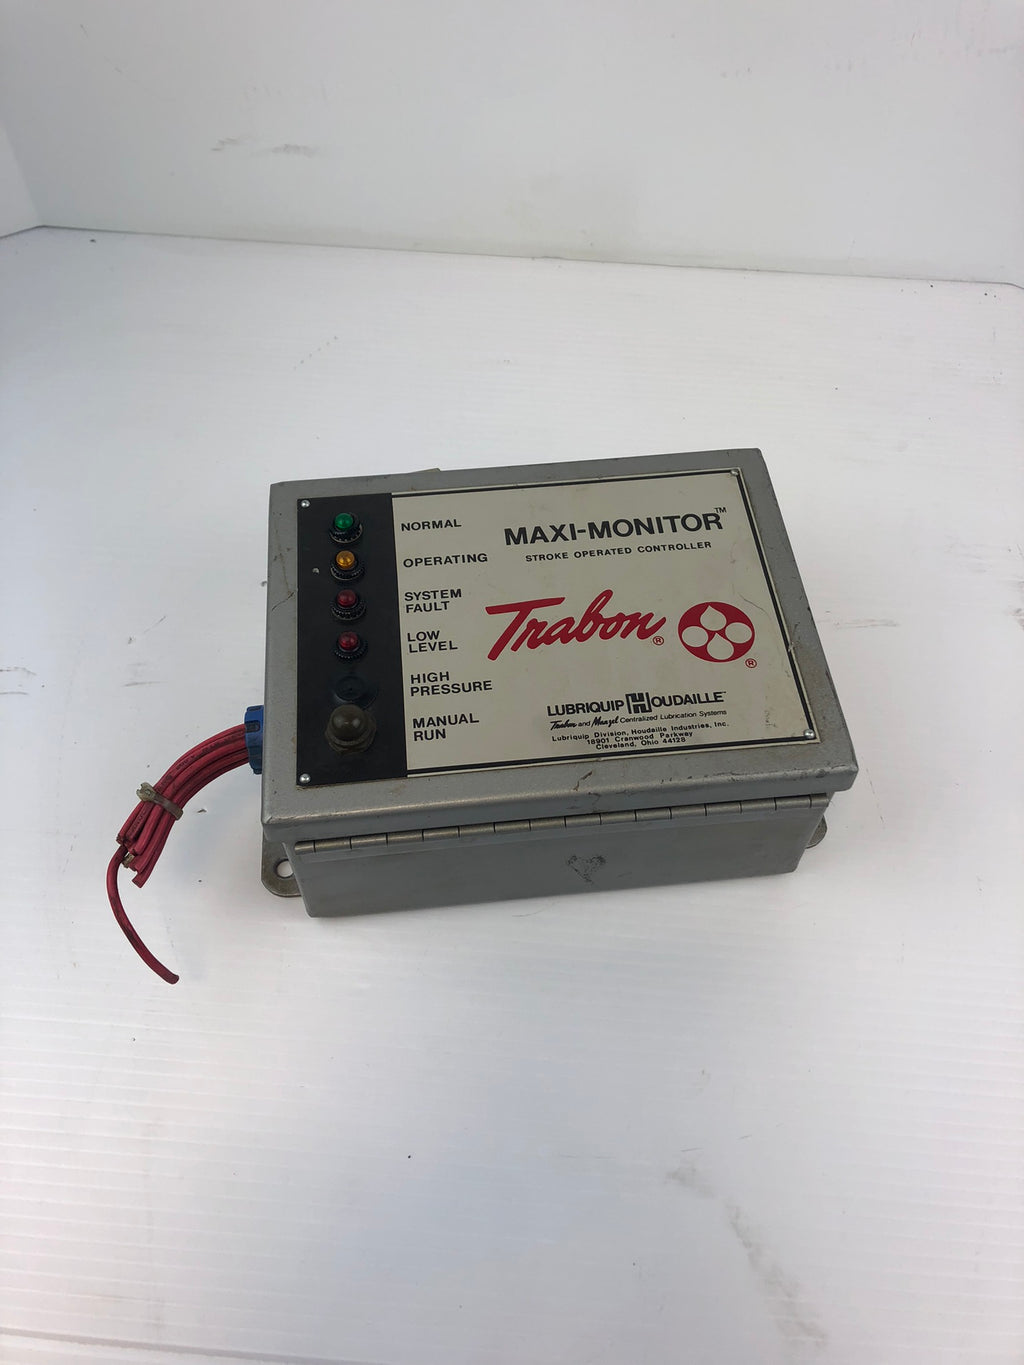 NORMAL
OPERATING
SYSTEM
FAULT
LOW
LEVEL
HIGH
PRESSURE
MANUAL
RUN
MAXI-MONITOR™
STROKE OPERATED CONTROLLER
Trabon®
®
LUBRIQUIP HOUDAILLE™
Trabon and Manzel Centralized Lubrication Systems
Lubriquip Division, Houdaille Industries, Inc.
18901 Cranwood Parkway
Cleveland, Ohio 44128